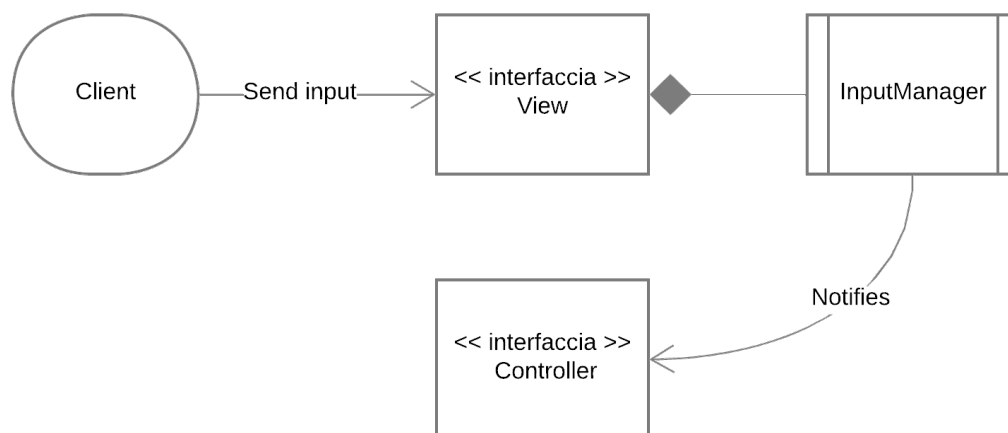 Client
Send input
<< interfaccia >>
View
InputManager
Notifies
<< interfaccia >>
Controller